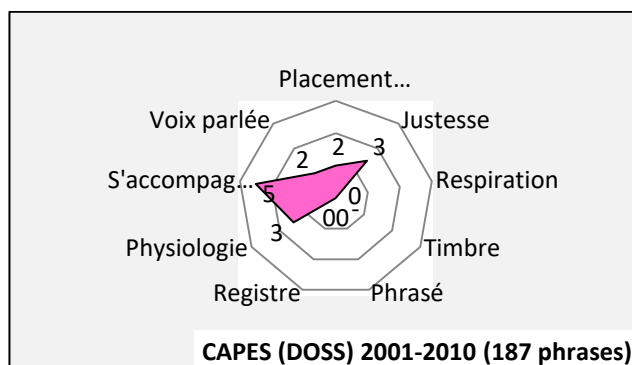 Placement…
Voix parlée
Justesse
2
2
3
S'accompag…
5
0
Respiration
-
00
3
Physiologie
Timbre
Registre
Phrasé
CAPES (DOSS) 2001-2010 (187 phrases)